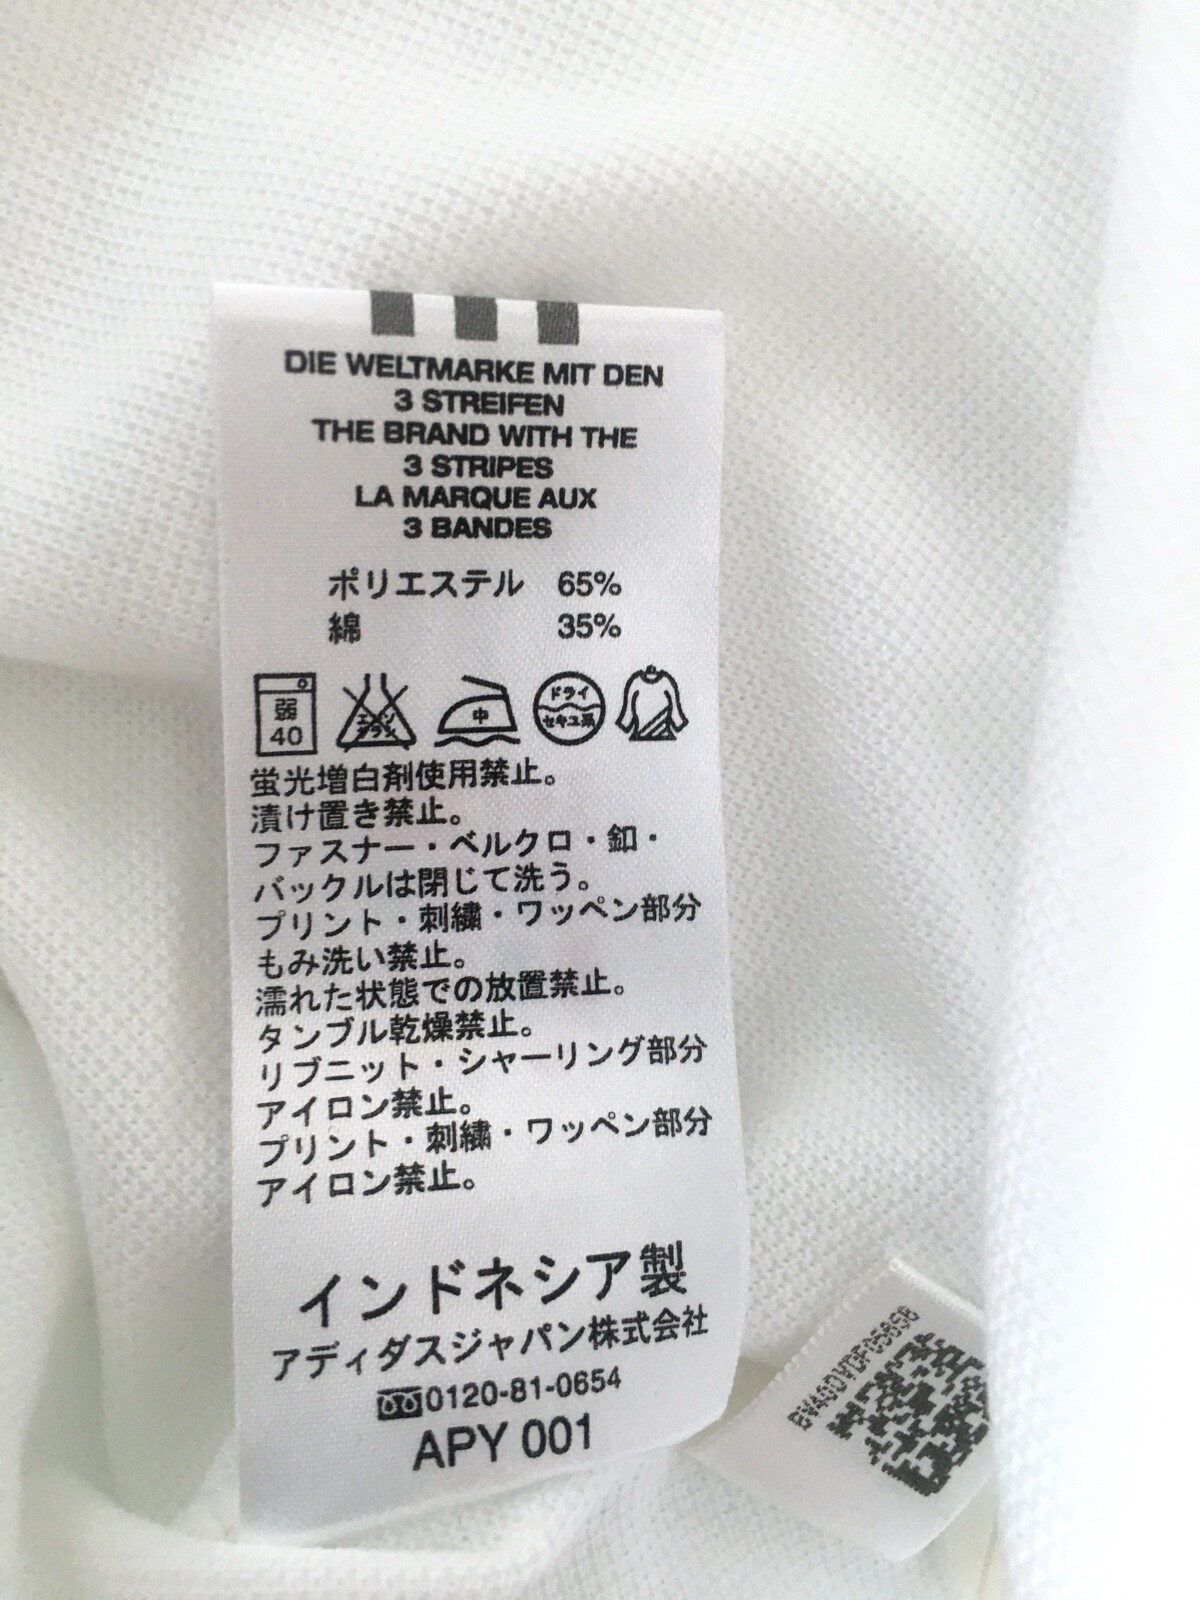 DIE WELTMARKE MIT DEN
3 STREIFEN
THE BRAND WITH THE
3 STRIPES
LA MARQUE AUX
3 BANDES
ポリエステル 65%
綿 35%
弱
40
エンソ
サラシ
中
ドライ
セキユ系
蛍光増白剤使用禁止。
漬け置き禁止。
ファスナー・ベルクロ・釦・
バックルは閉じて洗う。
プリント・刺繍・ワッペン部分
もみ洗い禁止。
濡れた状態での放置禁止。
タンブル乾燥禁止。
リブニット・シャーリング部分
アイロン禁止。
プリント・刺繍・ワッペン部分
アイロン禁止。
インドネシア製
アディダスジャパン株式会社
0120-81-0654
APY 001